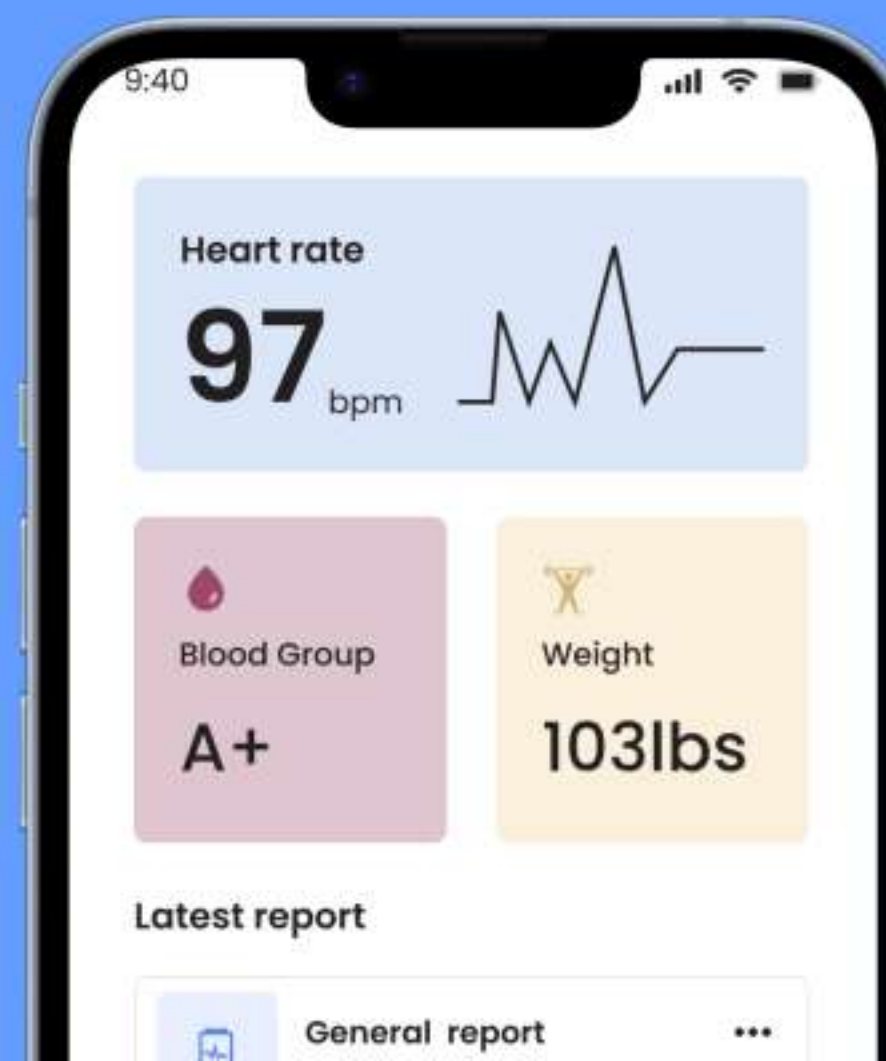 9:40
Heart rate
97 bpm
Blood Group
Weight
A+
103lbs
Latest report
General report